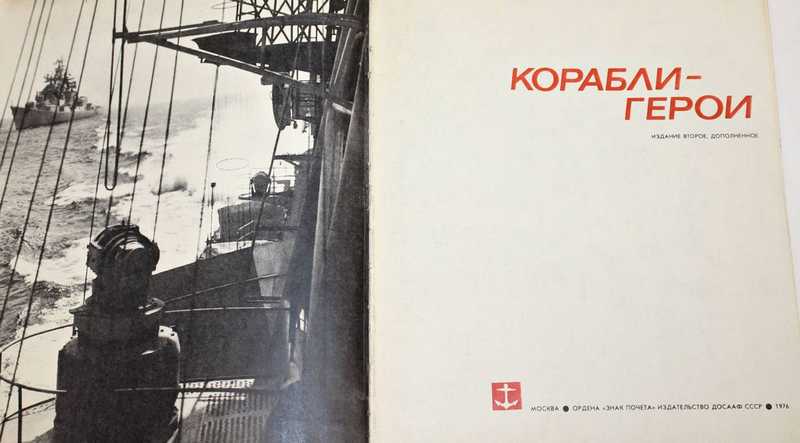 КОРАБЛИ–
ГЕРОИ
ИЗДАНИЕ ВТОРОЕ, ДОПОЛНЕННОЕ
МОСКВА ● ОРДЕНА «ЗНАК ПОЧЕТА» ИЗДАТЕЛЬСТВО ДОСААФ СССР ● 1976